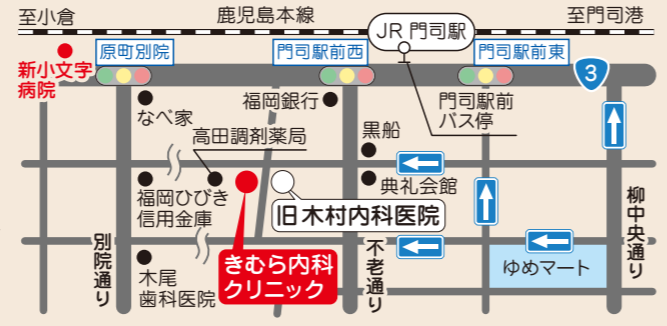 至小倉
鹿児島本線
至門司港
JR 門司駅
原町別院
門司駅前西
門司駅前東
3
新小文字
病院
なべ家
福岡銀行
門司駅前
バス停
高田調剤薬局
黒船
福岡ひびき
信用金庫
典礼会館
旧木村内科医院
柳中央通り
別院通り
きむら内科
クリニック
不老通り
ゆめマート
木尾
歯科医院